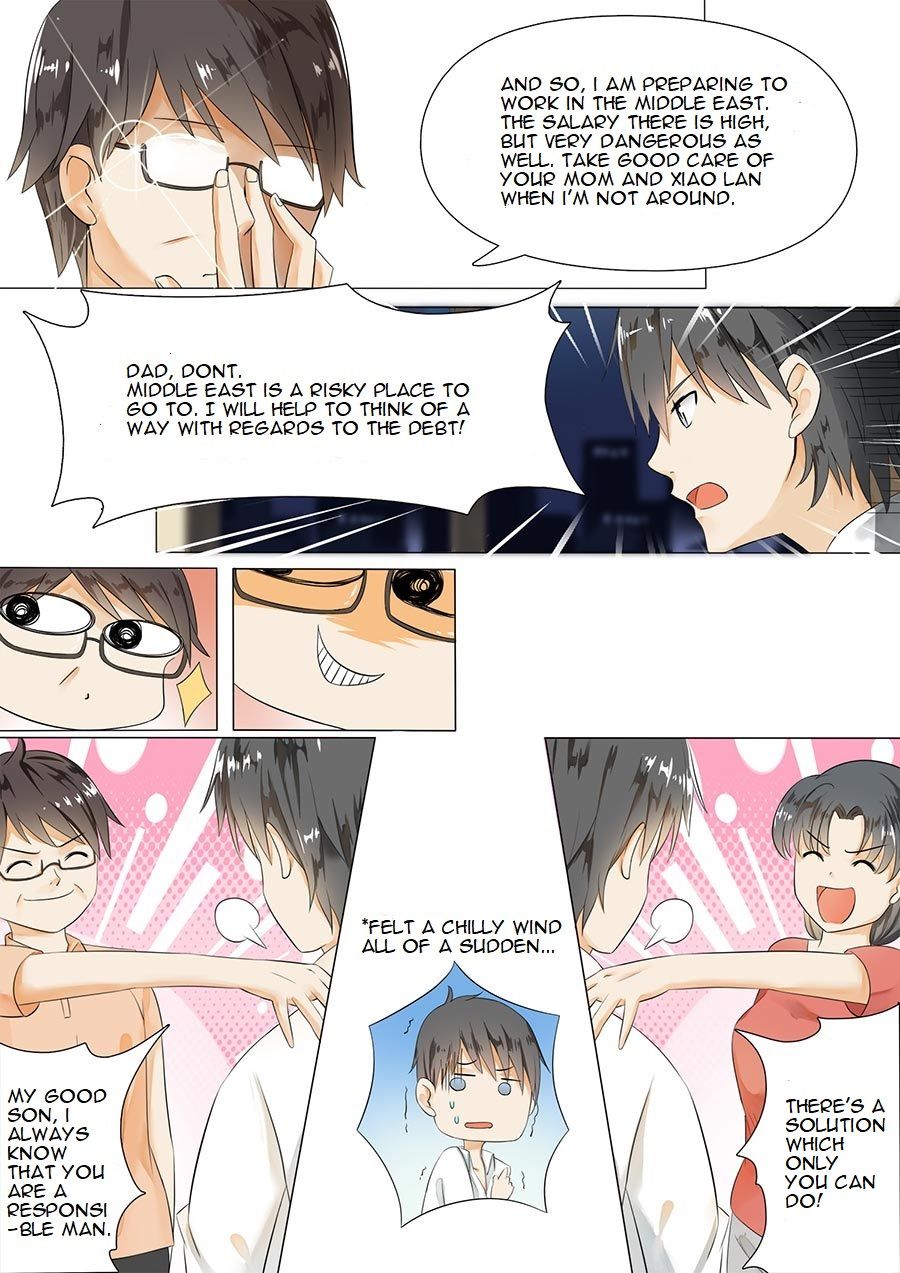 AND SO, I AM PREPARING TO
WORK IN THE MIDDLE EAST.
THE SALARY THERE IS HIGH,
BUT VERY DANGEROUS AS
WELL. TAKE GOOD CARE OF
YOUR MOM AND XIAO LAN
WHEN I'M NOT AROUND.
DAD, DONT.
MIDDLE EAST IS A RISKY PLACE TO
GO TO. I WILL HELP TO THINK OF A
WAY WITH REGARDS TO THE DEBT!
MY GOOD
SON, I
ALWAYS
KNOW
THAT YOU
ARE A
RESPONSI
-BLE MAN.
*FELT A CHILLY WIND
ALL OF A SUDDEN...
THERE'S A
SOLUTION
WHICH
ONLY
YOU CAN
DO!